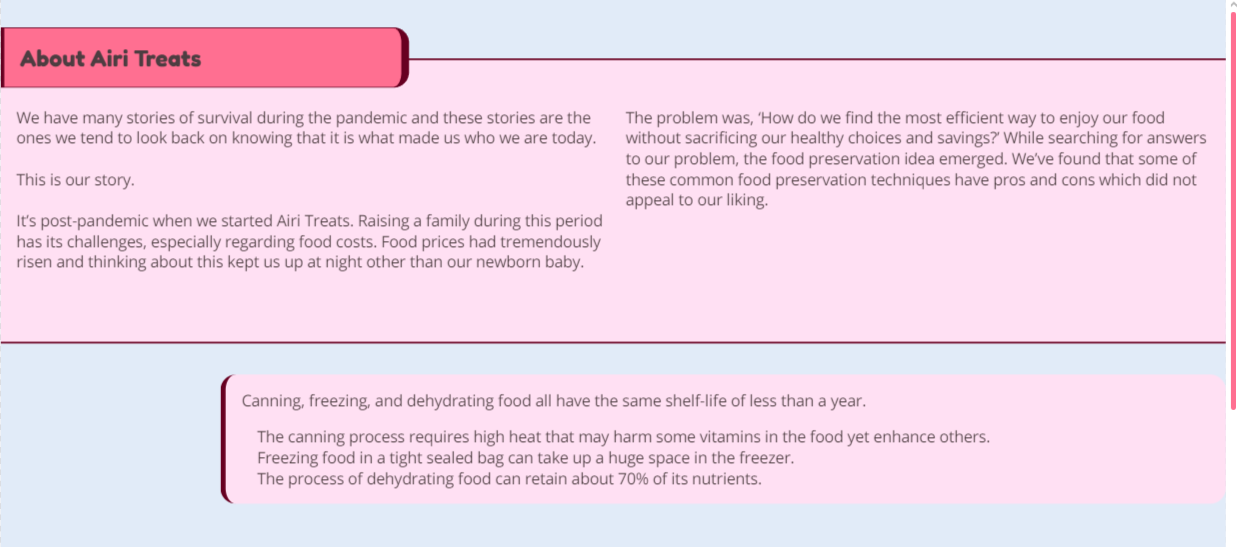 About Airi Treats
We have many stories of survival during the pandemic and these stories are the
ones we tend to look back on knowing that it is what made us who we are today.
This is our story.
It's post-pandemic when we started Airi Treats. Raising a family during this period
has its challenges, especially regarding food costs. Food prices had tremendously
risen and thinking about this kept us up at night other than our newborn baby.
The problem was, ‘How do we find the most efficient way to enjoy our food
without sacrificing our healthy choices and savings?’ While searching for answers
to our problem, the food preservation idea emerged. We've found that some of
these common food preservation techniques have pros and cons which did not
appeal to our liking.
Canning, freezing, and dehydrating food all have the same shelf-life of less than a year.
The canning process requires high heat that may harm some vitamins in the food yet enhance others.
Freezing food in a tight sealed bag can take up a huge space in the freezer.
The process of dehydrating food can retain about 70% of its nutrients.